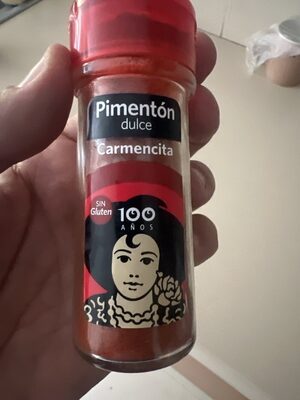 Pimentón
dulce
Carmencita
SIN
Gluten
100
AÑOS